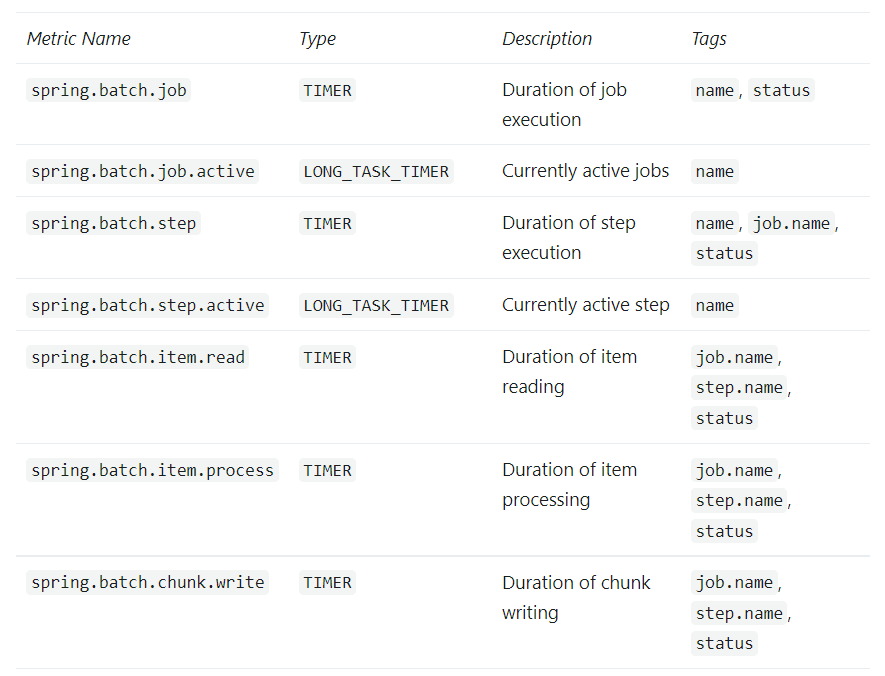 Metric Name Type Description Tags
spring.batch.job TIMER Duration of job execution name, status
spring.batch.job.active LONG_TASK_TIMER Currently active jobs name
spring.batch.step TIMER Duration of step execution name, job.name, status
spring.batch.step.active LONG_TASK_TIMER Currently active step name
spring.batch.item.read TIMER Duration of item reading job.name, step.name, status
spring.batch.item.process TIMER Duration of item processing job.name, step.name, status
spring.batch.chunk.write TIMER Duration of chunk writing job.name, step.name, status